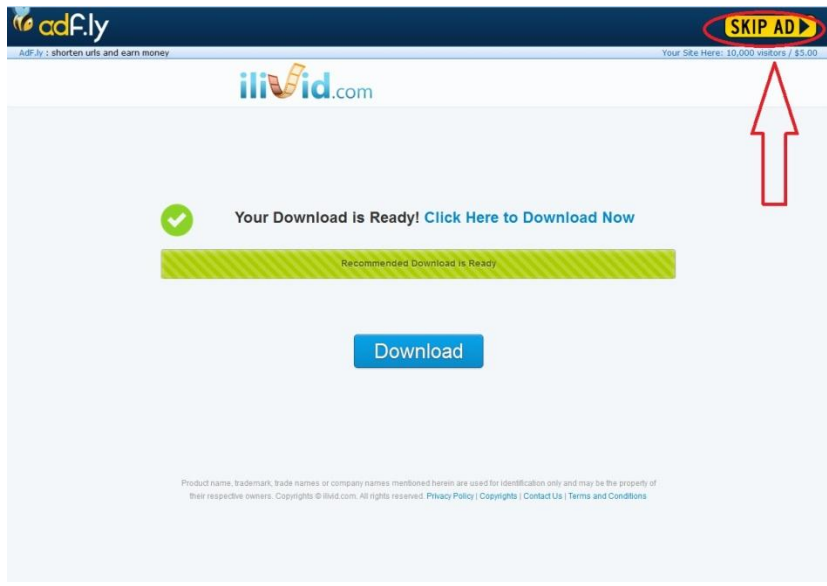 adf.ly
SKIP AD
AdF.ly : shorten urls and earn money
Your Site Here: 10,000 visitors / $5.00
ilivid.com
Your Download is Ready! Click Here to Download Now
Recommended Download is Ready
Download
Product name, trademark, trade names or company names mentioned herein are used for identification only and may be the property of
their respective owners. Copyrights © ilivid.com. All rights reserved. Privacy Policy | Copyrights | Contact Us | Terms and Conditions